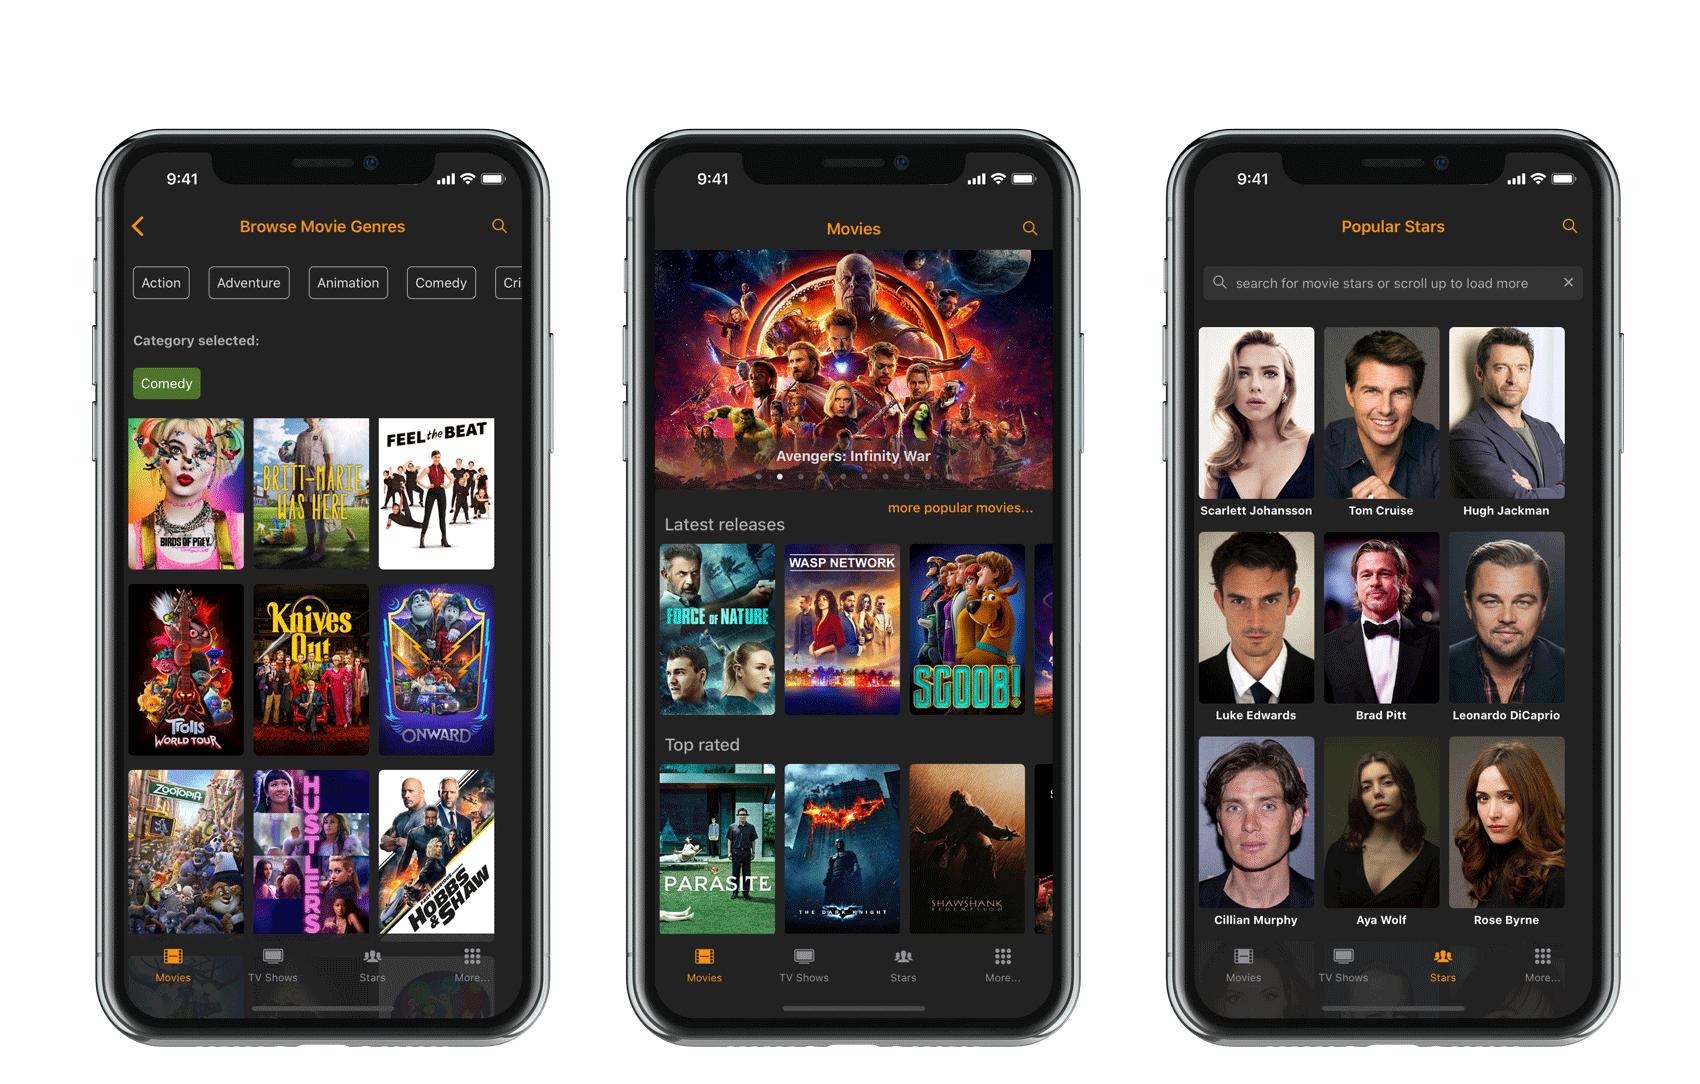 9:41
Browse Movie Genres
Action
Adventure
Animation
Comedy
Cri
Category selected:
Comedy
BIRDS OF PREY
BRITT-MARIE
WAS HERE
FEEL the BEAT
Trolls
WORLD TOUR
Knives
Out
ONWARD
ZOOTOPIA
HUSTLERS
HOBBS
& SHAW
Movies
TV Shows
Stars
More...
9:41
Movies
Avengers: Infinity War
more popular movies...
Latest releases
FORCE OF NATURE
WASP NETWORK
SCOOB!
Top rated
PARASITE
THE DARK KNIGHT
SHAWSHANK
REDEMPTION
Movies
TV Shows
Stars
More...
9:41
Popular Stars
search for movie stars or scroll up to load more
Scarlett Johansson
Tom Cruise
Hugh Jackman
Luke Edwards
Brad Pitt
Leonardo DiCaprio
Cillian Murphy
Aya Wolf
Rose Byrne
Movies
TV Shows
Stars
More...